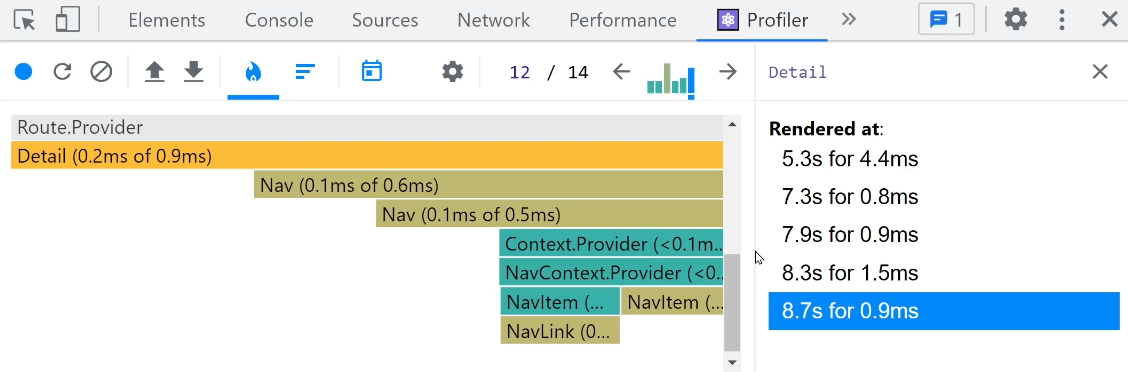 Elements Console Sources Network Performance Profiler 1
12 / 14 Detail
Route.Provider
Detail (0.2ms of 0.9ms)
Nav (0.1ms of 0.6ms)
Nav (0.1ms of 0.5ms)
Context.Provider (<0.1m...
NavContext.Provider (<0...
NavItem (... NavItem (...
NavLink (0...
Rendered at:
5.3s for 4.4ms
7.3s for 0.8ms
7.9s for 0.9ms
8.3s for 1.5ms
8.7s for 0.9ms